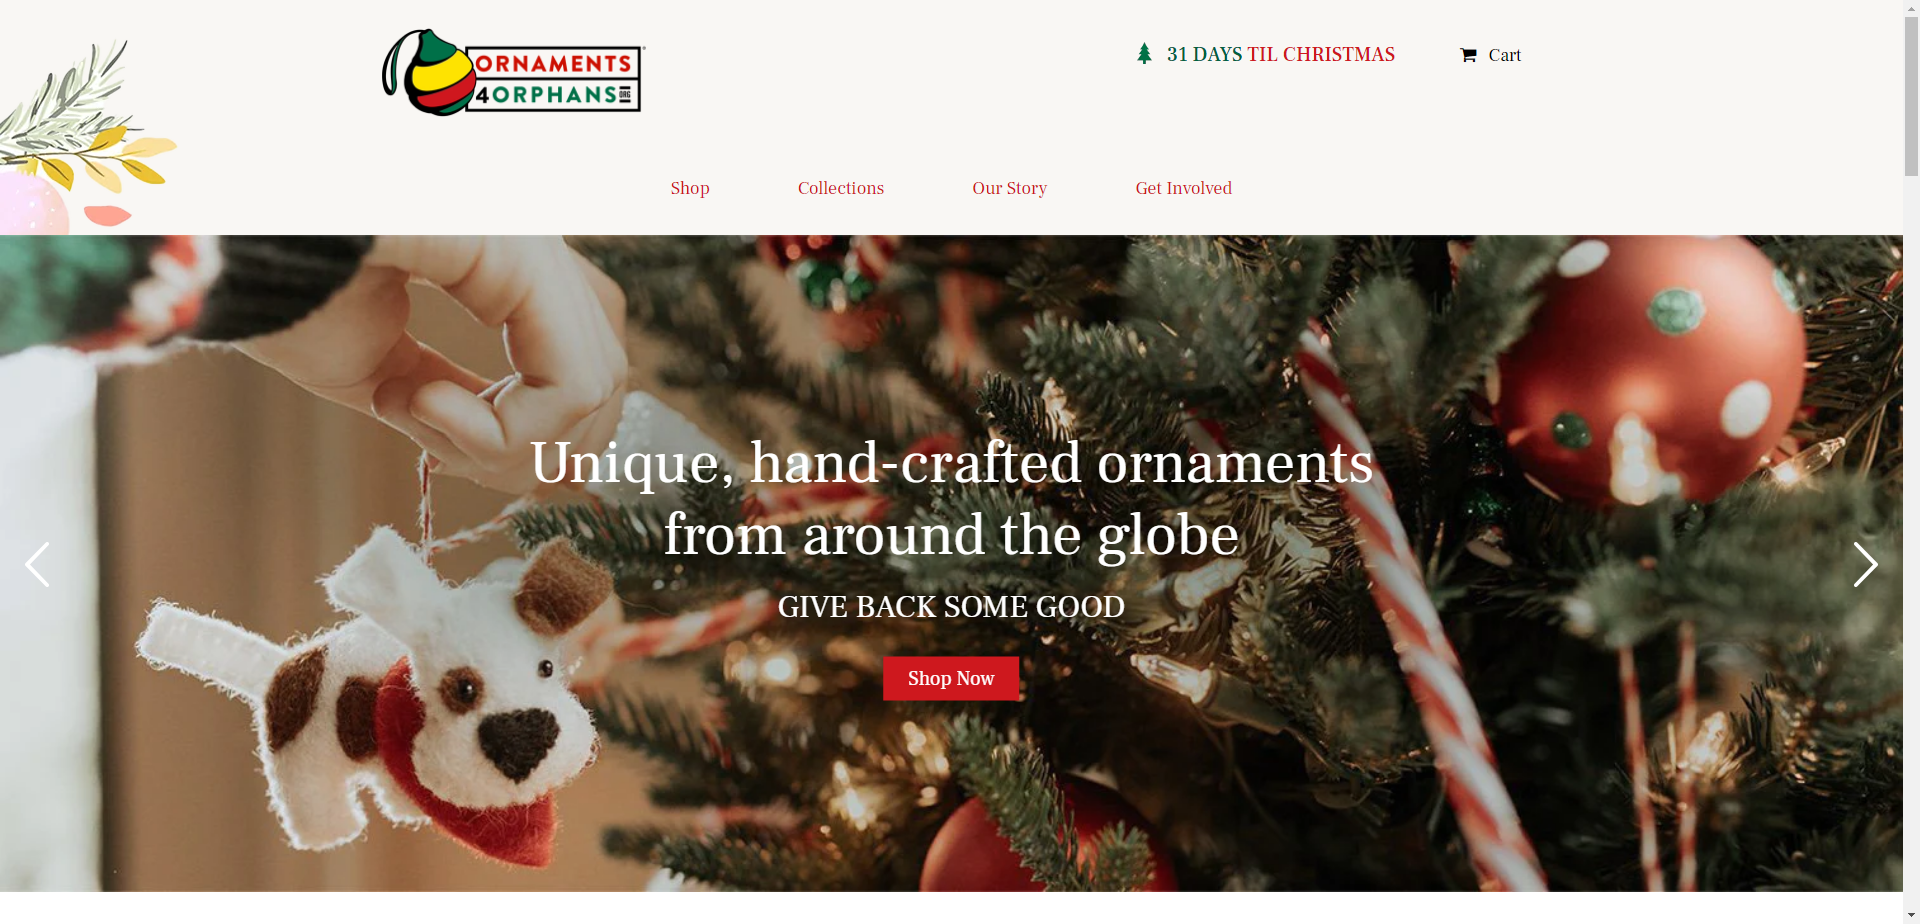 ORNAMENTS
4ORPHANS.ORG
31 DAYS TIL CHRISTMAS
Cart
Shop
Collections
Our Story
Get Involved
Unique, hand-crafted ornaments
from around the globe
GIVE BACK SOME GOOD
Shop Now